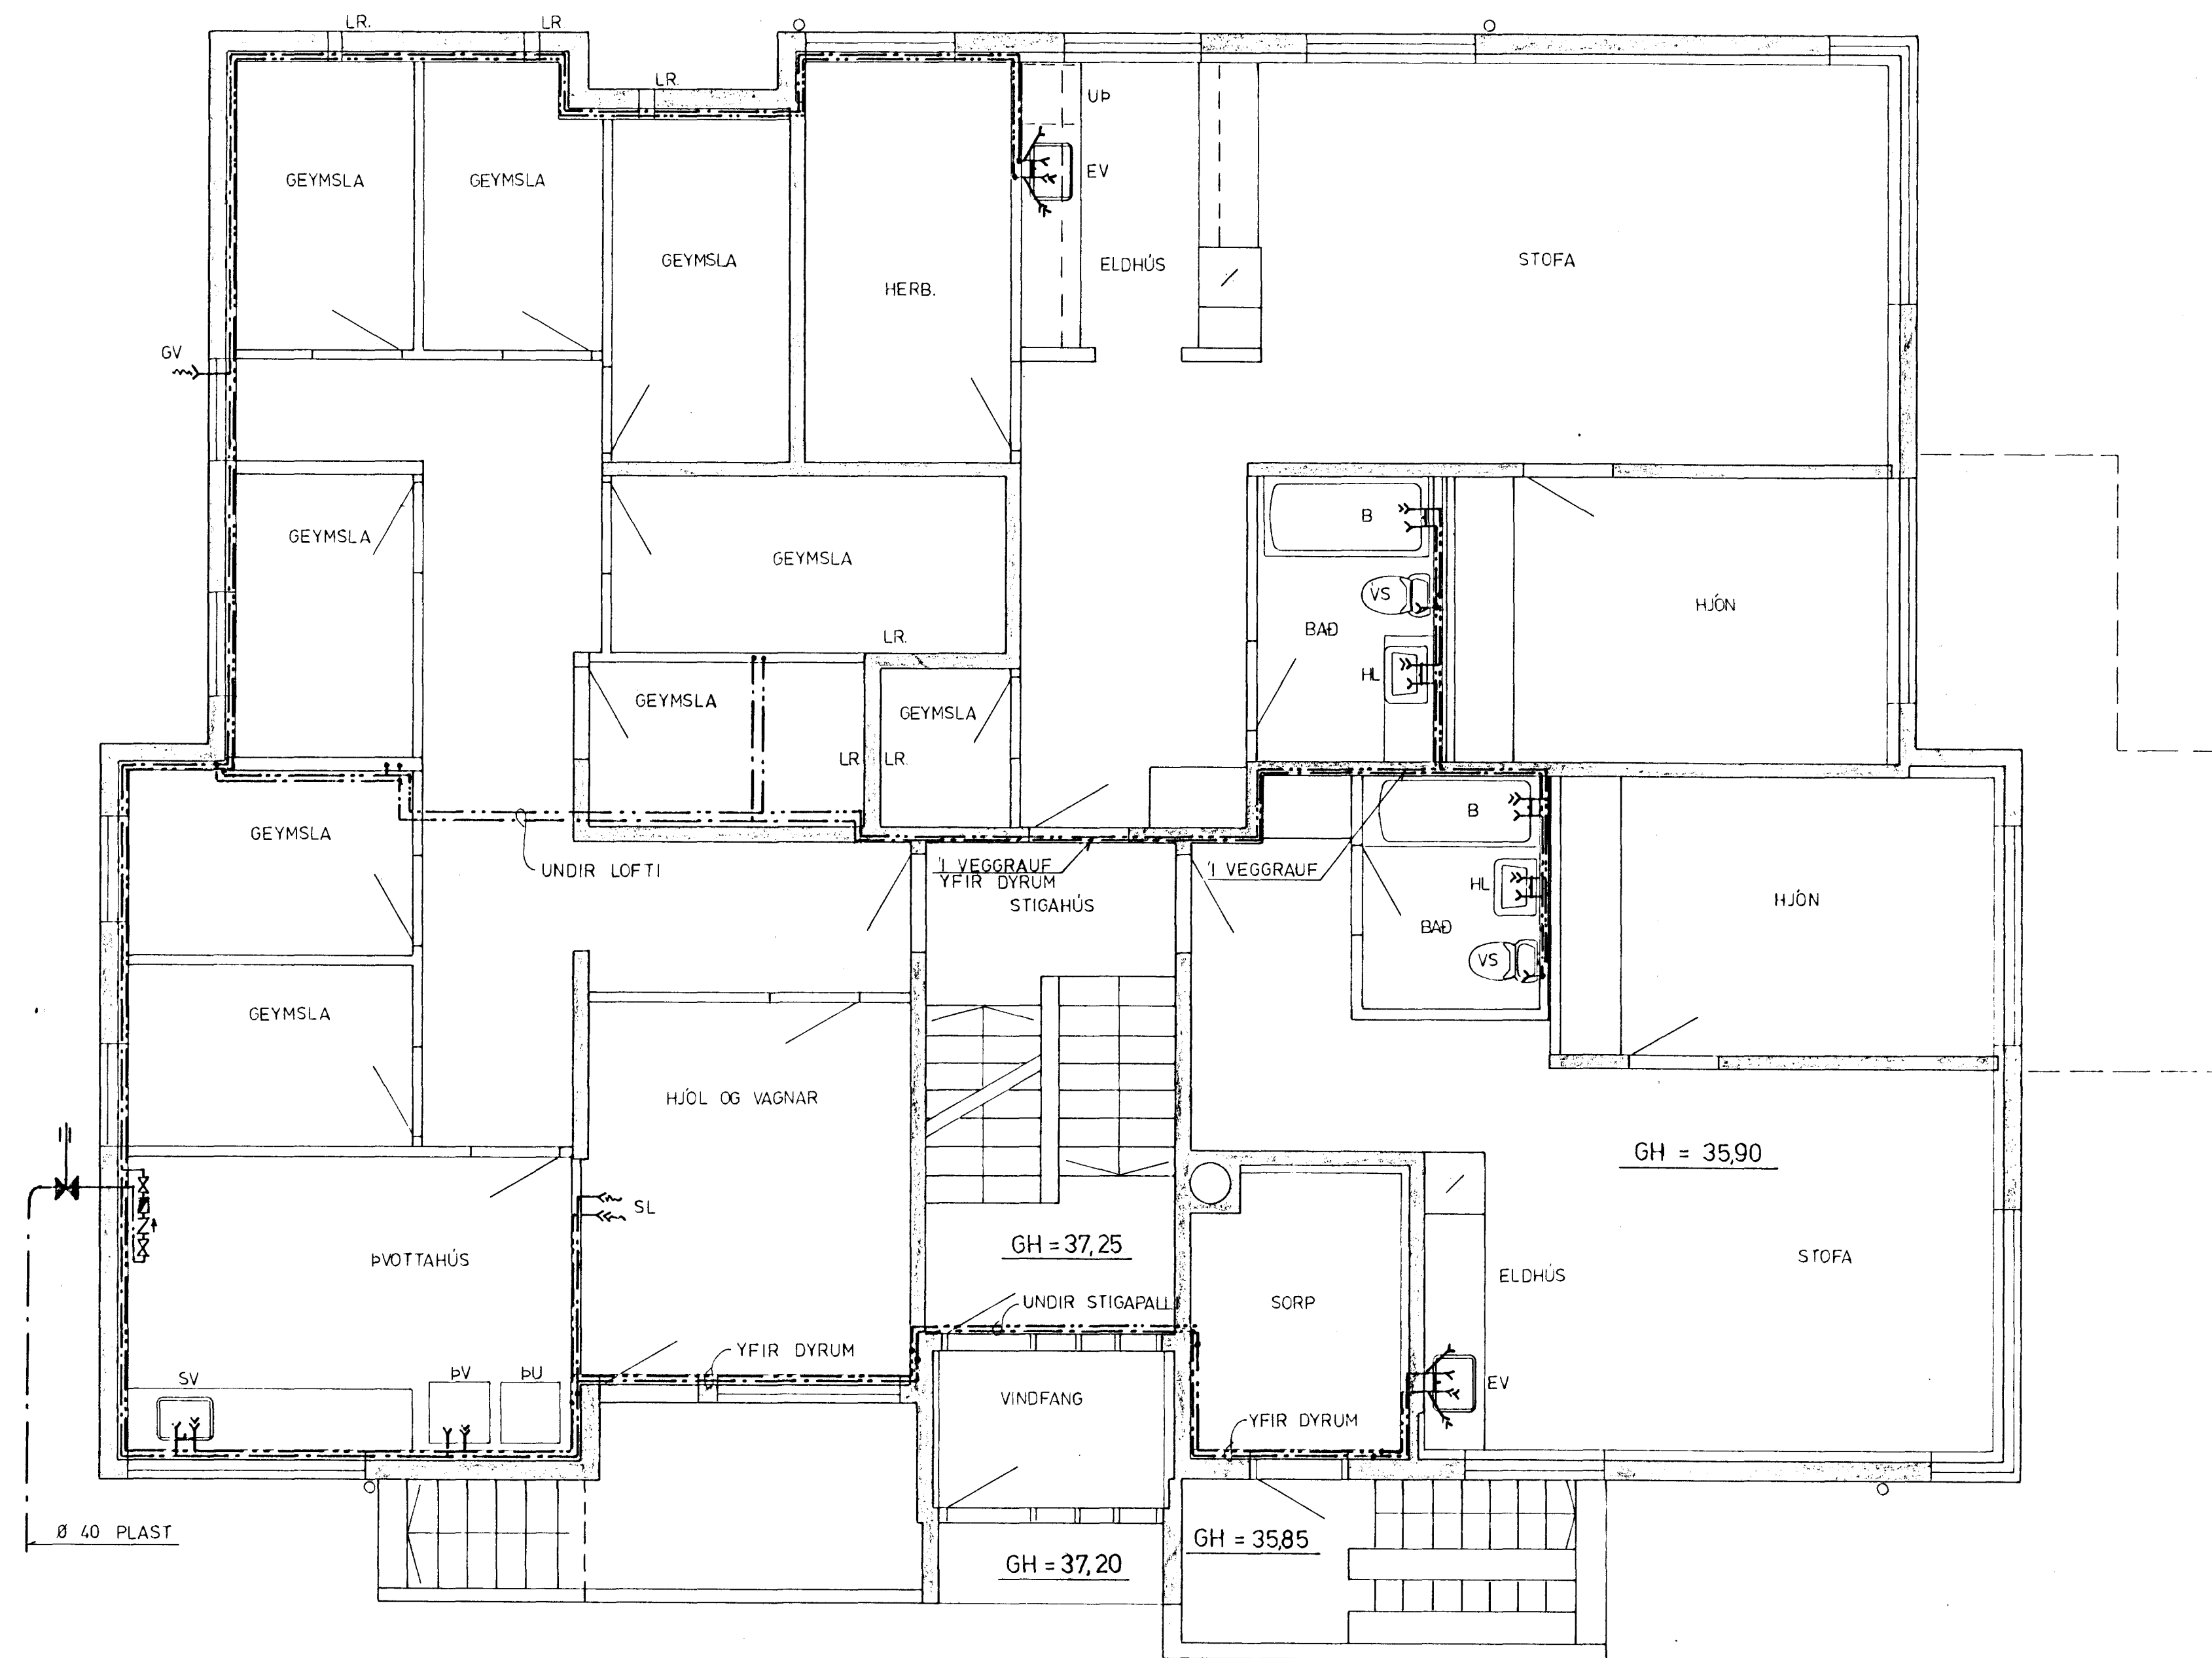 LR.
LR
LR.
UÞ
EV
GEYMSLA
GEYMSLA
GEYMSLA
HERB.
ELDHÚS
STOFA
GV
GEYMSLA
GEYMSLA
B
VS
BAÐ
HL
HJÓN
LR.
GEYMSLA
GEYMSLA
LR
LR.
GEYMSLA
UNDIR LOFTI
Í VEGGRAUF
YFIR DYRUM
STIGAHÚS
Í VEGGRAUF
B
HL
BAÐ
VS
HJÓN
GEYMSLA
HJÓL OG VAGNAR
GH = 35,90
SL
ÞVOTTAHÚS
GH = 37,25
UNDIR STIGAPALLI
SORP
ELDHÚS
STOFA
YFIR DYRUM
SV
ÞV
ÞU
VINDFANG
YFIR DYRUM
EV
Ø 40 PLAST
GH = 37,20
GH = 35,85